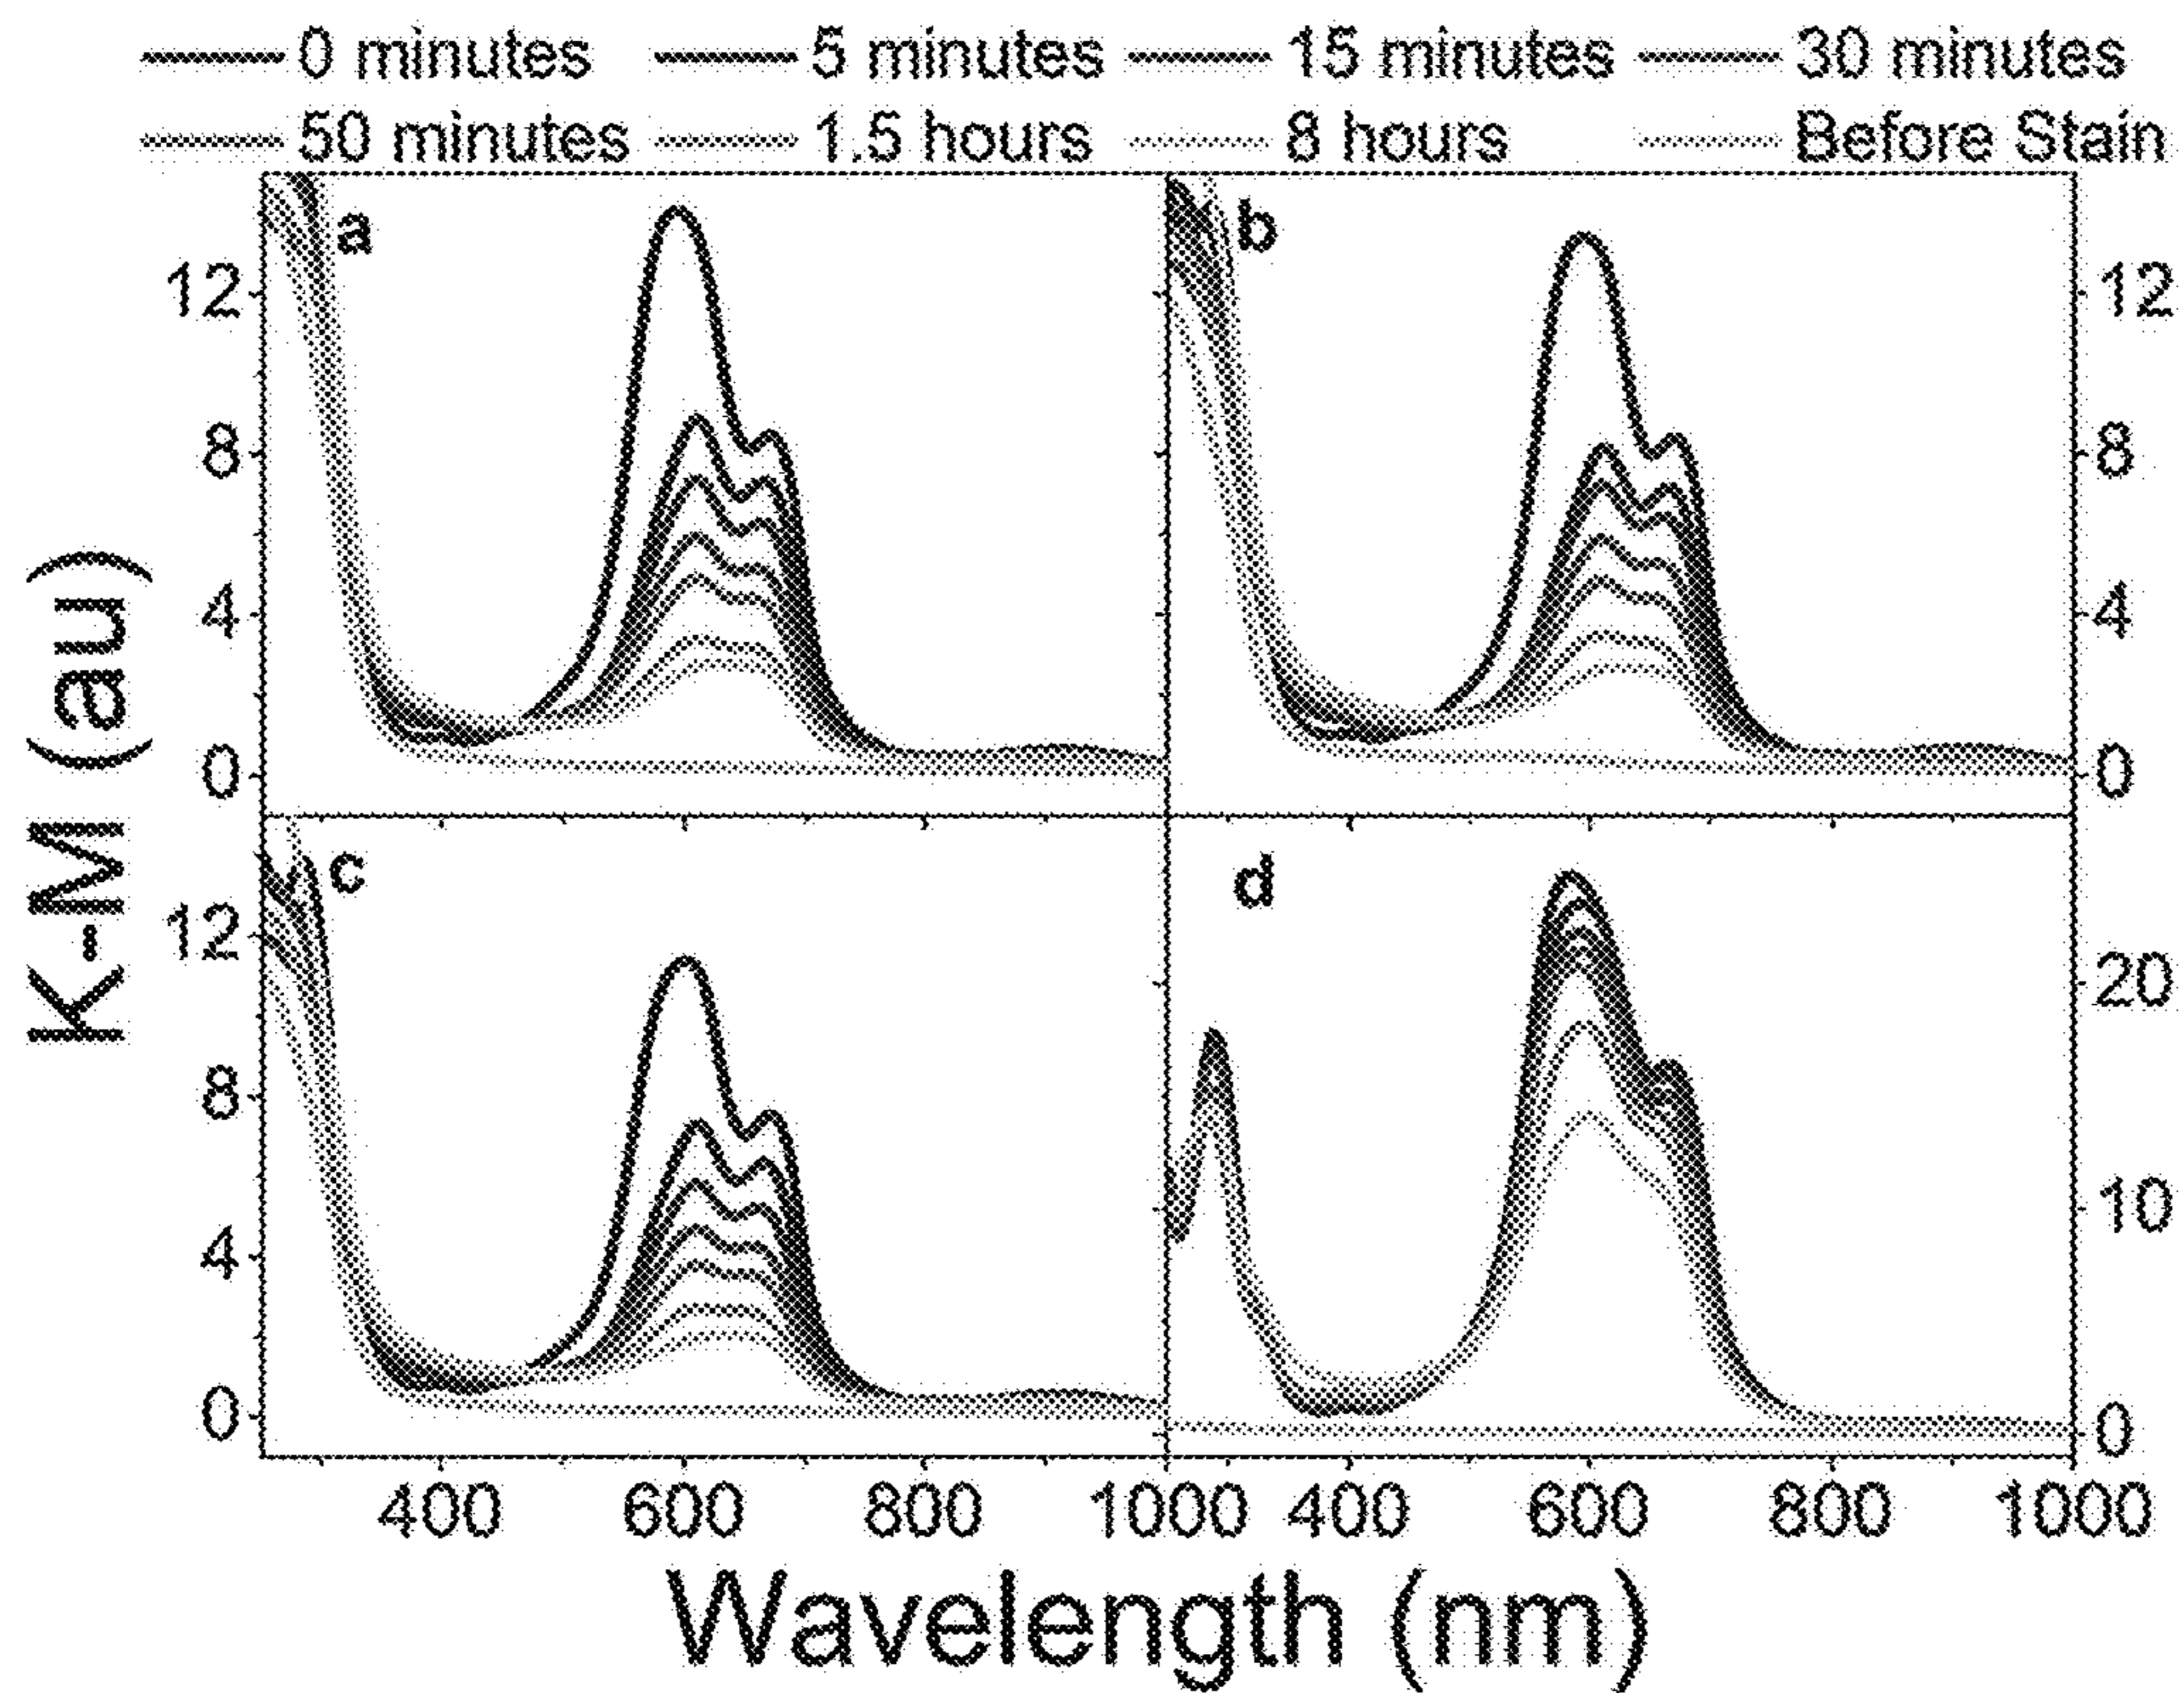 0 minutes 5 minutes 15 minutes 30 minutes
50 minutes 1.5 hours 8 hours Before Stain
a b
12 12
8 8
4 4
0 0
c d
12 20
8 10
4
0 0
K-M (au)
400 600 800 1000 400 600 800 1000
Wavelength (nm)